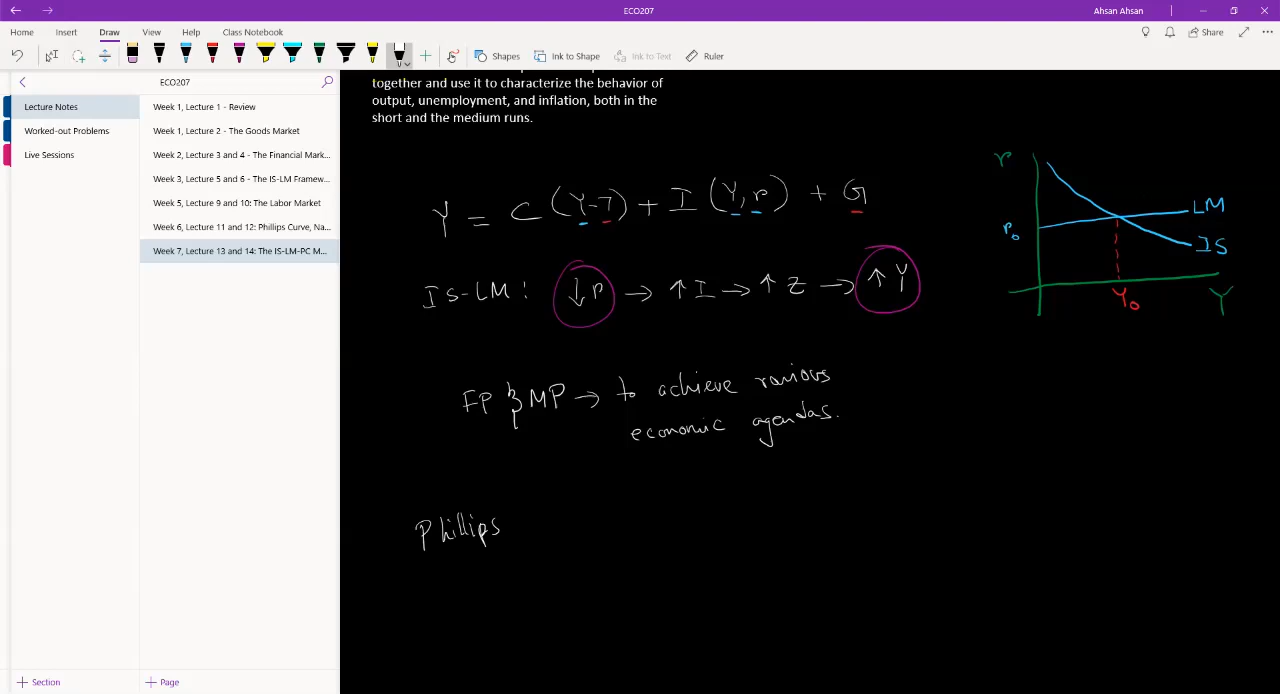 ECO207
Ahsan Ahsan
Home Insert Draw View Help Class Notebook
Share
Shapes Ink to Shape Ink to Text Ruler
ECO207
Lecture Notes
Worked-out Problems
Live Sessions
Week 1, Lecture 1 - Review
Week 1, Lecture 2 - The Goods Market
Week 2, Lecture 3 and 4 - The Financial Mark...
Week 3, Lecture 5 and 6 - The IS-LM Framew...
Week 5, Lecture 9 and 10: The Labor Market
Week 6, Lecture 11 and 12: Phillips Curve, Na...
Week 7, Lecture 13 and 14: The IS-LM-PC M...
together and use it to characterize the behavior of
output, unemployment, and inflation, both in the
short and the medium runs.
Y = C (Y-T) + I (Y, r) + G
IS-LM: ↓ r → ↑ I → ↑ Z → ↑ Y
FP & MP → to achieve various
economic agendas.
Phillips
r
LM
r₀
IS
Y₀
Y
+ Section
+ Page